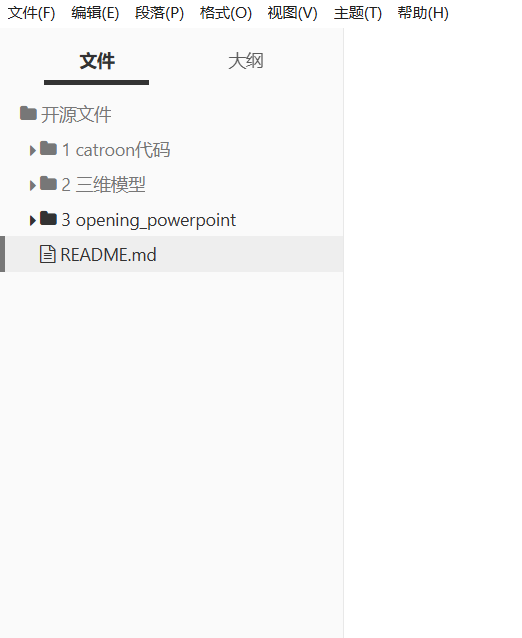 文件(F) 编辑(E) 段落(P) 格式(O) 视图(V) 主题(T) 帮助(H)
文件 大纲
开源文件
1 catroon代码
2 三维模型
3 opening_powerpoint
README.md